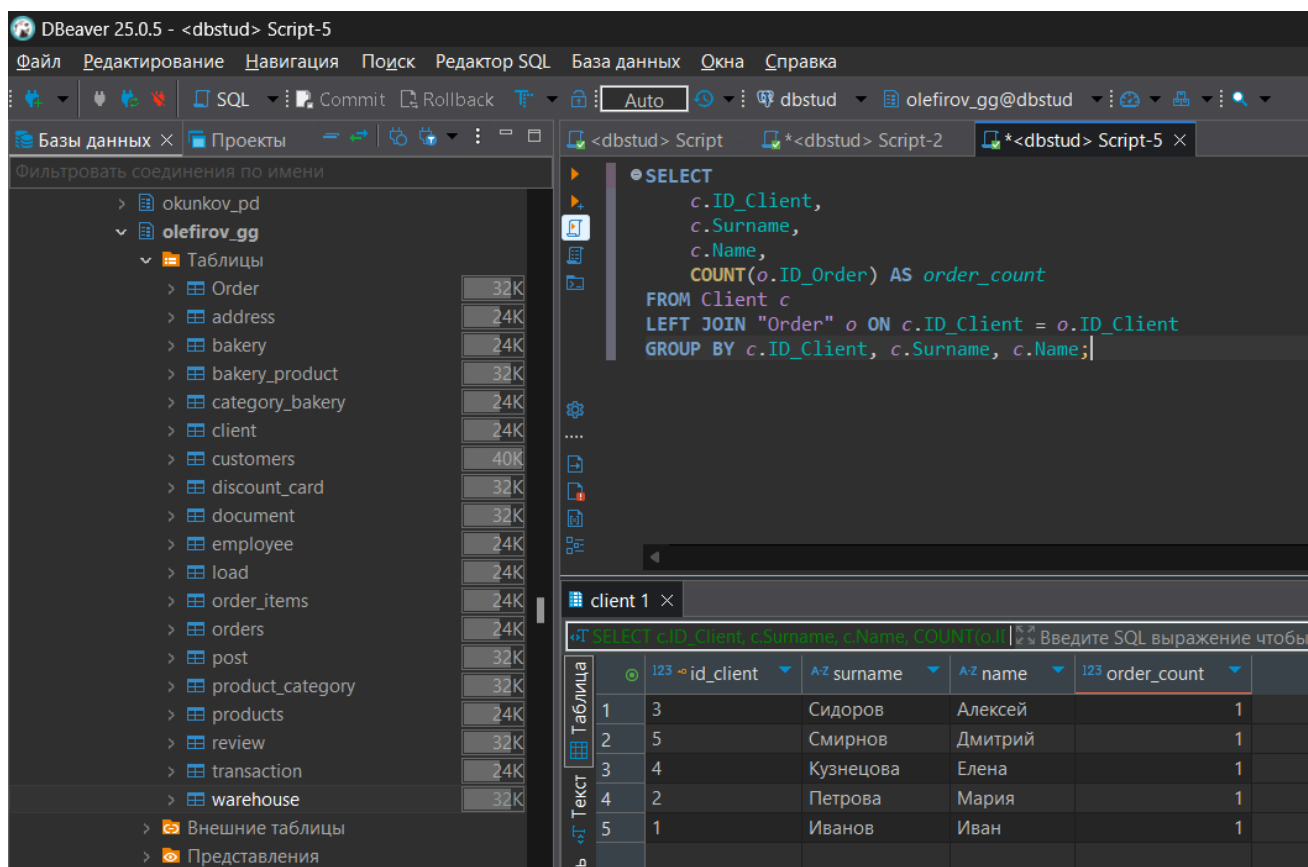 DBeaver 25.0.5 - <dbstud> Script-5
Файл Редактирование Навигация Поиск Редактор SQL База данных Окна Справка
SQL Commit Rollback Auto dbstud olefirov_gg@dbstud
Базы данных Проекты
Фильтровать соединения по имени
okunkov_pd
olefirov_gg
Таблицы
Order 32K
address 24K
bakery 24K
bakery_product 32K
category_bakery 24K
client 24K
customers 40K
discount_card 32K
document 32K
employee 24K
load 24K
order_items 24K
orders 24K
post 32K
product_category 32K
products 24K
review 32K
transaction 24K
warehouse 32K
Внешние таблицы
Представления
<dbstud> Script *<dbstud> Script-2 *<dbstud> Script-5
SELECT
c.ID_Client,
c.Surname,
c.Name,
COUNT(o.ID_Order) AS order_count
FROM Client c
LEFT JOIN "Order" o ON c.ID_Client = o.ID_Client
GROUP BY c.ID_Client, c.Surname, c.Name;
client 1
SELECT c.ID_Client, c.Surname, c.Name, COUNT(o.ID Введите SQL выражение чтобы
Таблица
Текст
123 id_client A-Z surname A-Z name 123 order_count
1 3 Сидоров Алексей 1
2 5 Смирнов Дмитрий 1
3 4 Кузнецова Елена 1
4 2 Петрова Мария 1
5 1 Иванов Иван 1